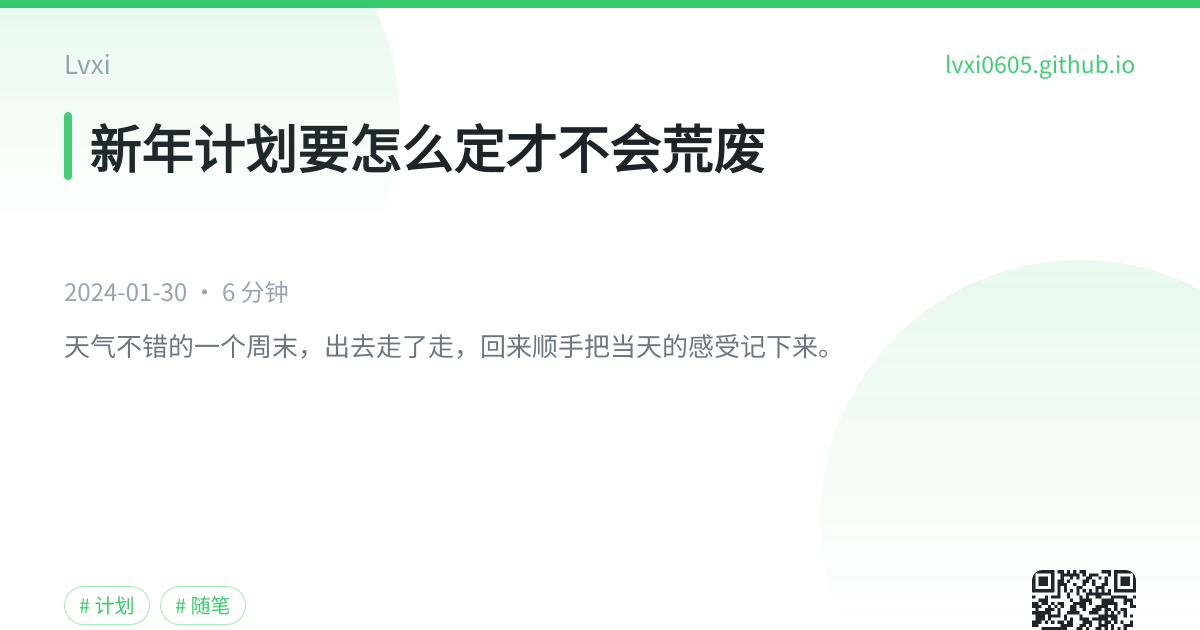 Lvxi
lvxi0605.github.io
新年计划要怎么定才不会荒废
2024-01-30 · 6 分钟
天气不错的一个周末，出去走了走，回来顺手把当天的感受记下来。
# 计划
# 随笔